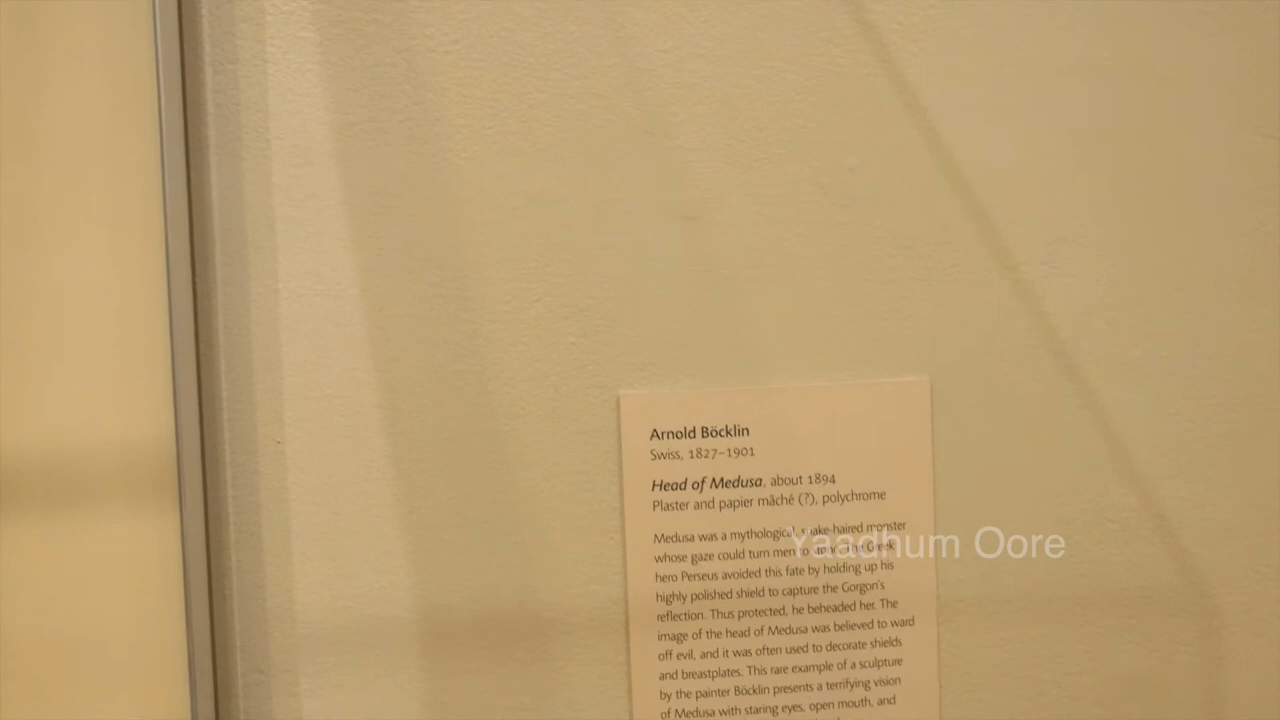 Arnold Böcklin
Swiss, 1827–1901
Head of Medusa, about 1894
Plaster and papier mâché (?), polychrome
Medusa was a mythological, snake-haired monster
whose gaze could turn men to stone. The Greek
hero Perseus avoided this fate by holding up his
highly polished shield to capture the Gorgon's
reflection. Thus protected, he beheaded her. The
image of the head of Medusa was believed to ward
off evil, and it was often used to decorate shields
and breastplates. This rare example of a sculpture
by the painter Böcklin presents a terrifying vision
of Medusa with staring eyes, open mouth, and
Yaadhum Oore